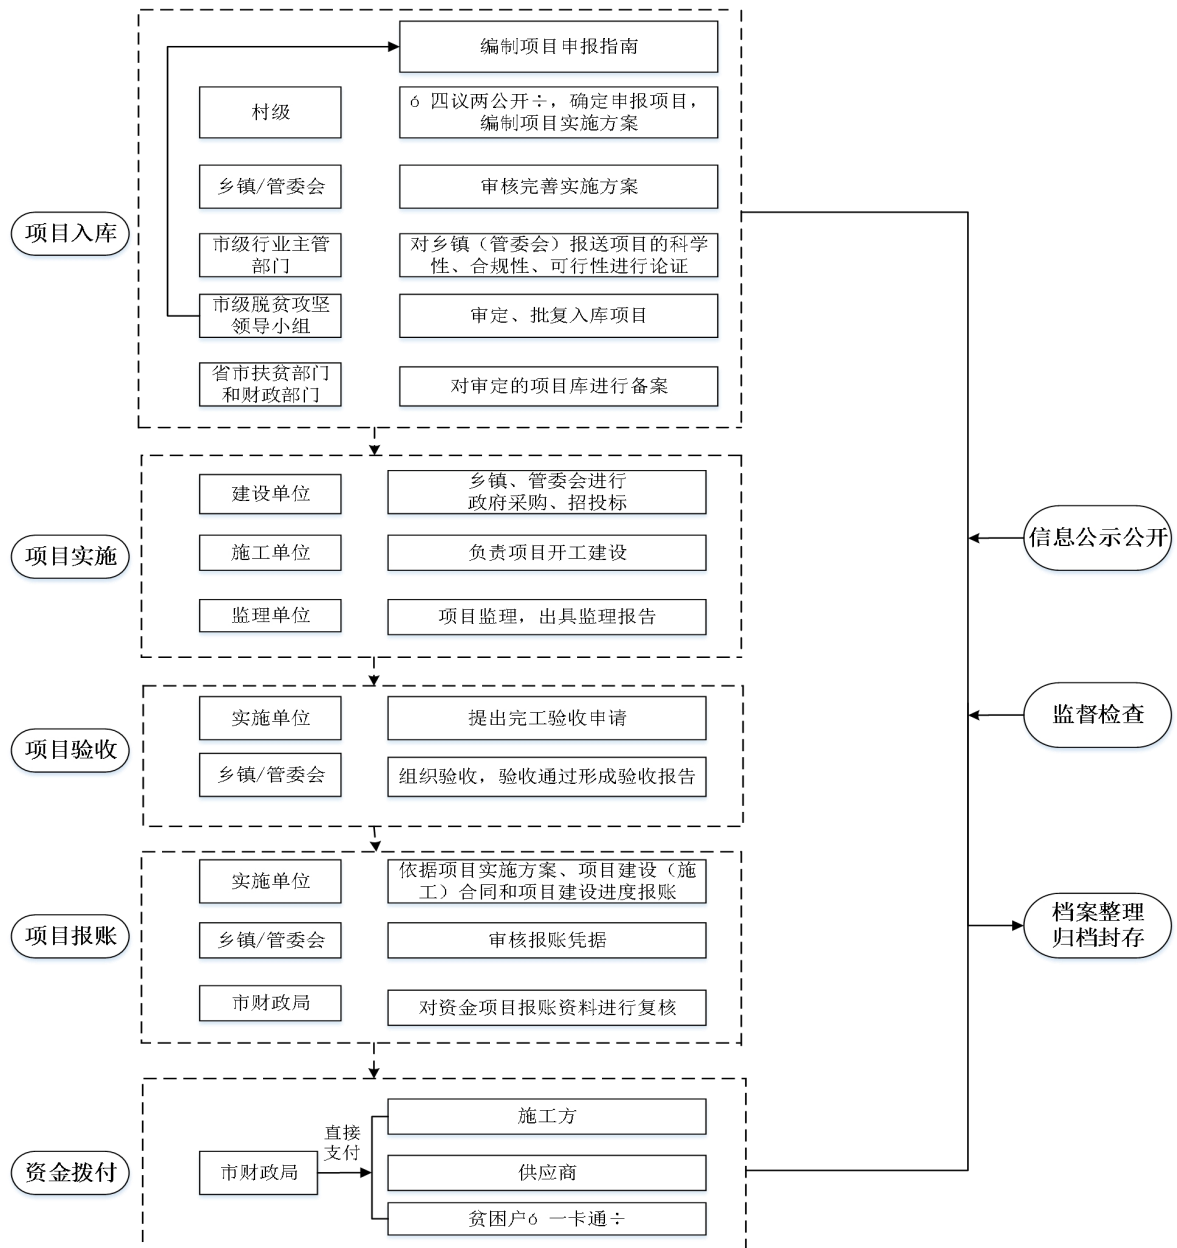 编制项目申报指南
村级
ó 四议两公开÷，确定申报项目，
编制项目实施方案
乡镇/管委会
审核完善实施方案
项目入库
市级行业主管
部门
对乡镇（管委会）报送项目的科学
性、合规性、可行性进行论证
市级脱贫攻坚
领导小组
审定、批复入库项目
省市扶贫部门
和财政部门
对审定的项目库进行备案
建设单位
乡镇、管委会进行
政府采购、招投标
项目实施
施工单位
负责项目开工建设
信息公示公开
监理单位
项目监理，出具监理报告
实施单位
提出完工验收申请
监督检查
项目验收
乡镇/管委会
组织验收，验收通过形成验收报告
实施单位
依据项目实施方案、项目建设（施
工）合同和项目建设进度报账
项目报账
乡镇/管委会
审核报账凭据
档案整理
归档封存
市财政局
对资金项目报账资料进行复核
施工方
直接
支付
资金拨付
市财政局
供应商
贫困户ó 一卡通÷